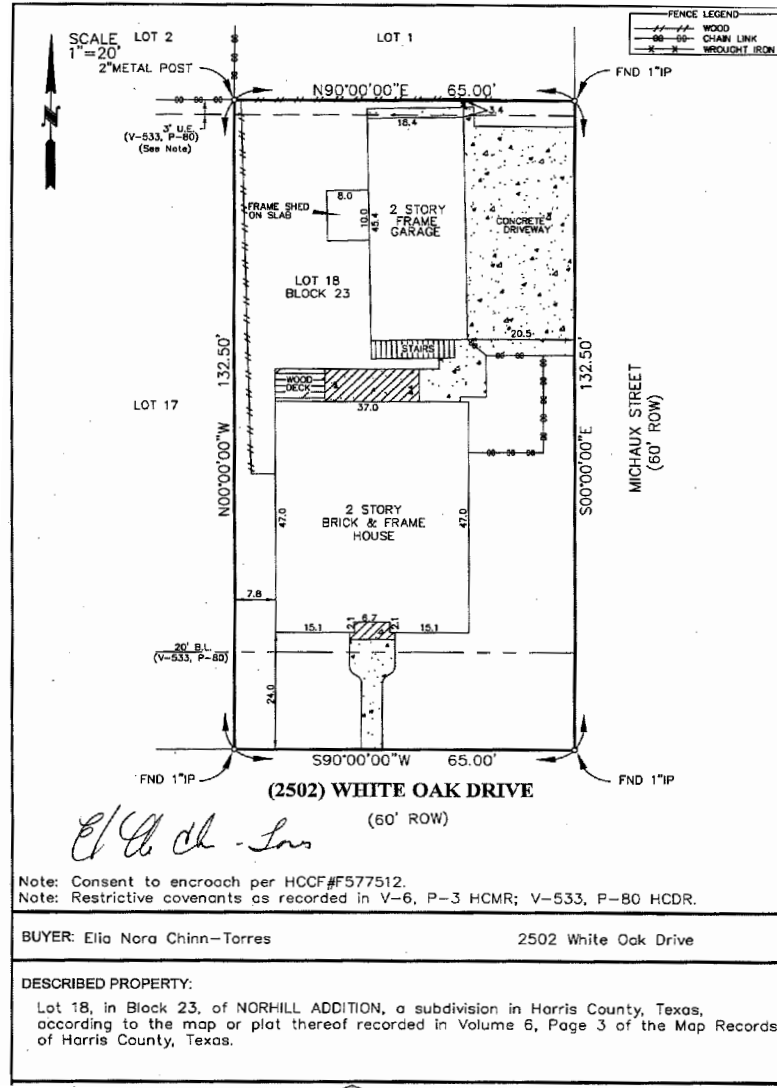 FENCE LEGEND
WOOD
CHAIN LINK
WROUGHT IRON
SCALE
1"=20'
LOT 2
LOT 1
2"METAL POST
N90°00'00"E 65.00'
FND 1"IP
N
3' U.E.
(V-533, P-80)
(See Note)
3.4
18.4
8.0
FRAME SHED
ON SLAB
10.0
45.4
2 STORY
FRAME
GARAGE
CONCRETE
DRIVEWAY
LOT 18
BLOCK 23
20.5
STAIRS
WOOD
DECK
37.0
N00°00'00"W 132.50'
S00°00'00"E 132.50'
MICHAUX STREET
(60' ROW)
LOT 17
47.0
2 STORY
BRICK & FRAME
HOUSE
47.0
7.8
15.1
2.1
6.7
2.1
15.1
20' B.L.
(V-533, P-80)
24.0
S90°00'00"W 65.00'
FND 1"IP
FND 1"IP
(2502) WHITE OAK DRIVE
(60' ROW)
Note: Consent to encroach per HCCF#F577512.
Note: Restrictive covenants as recorded in V-6, P-3 HCMR; V-533, P-80 HCDR.
BUYER: Elia Nora Chinn-Torres 2502 White Oak Drive
DESCRIBED PROPERTY:
Lot 18, in Block 23, of NORHILL ADDITION, a subdivision in Harris County, Texas,
according to the map or plat thereof recorded in Volume 6, Page 3 of the Map Records
of Harris County, Texas.